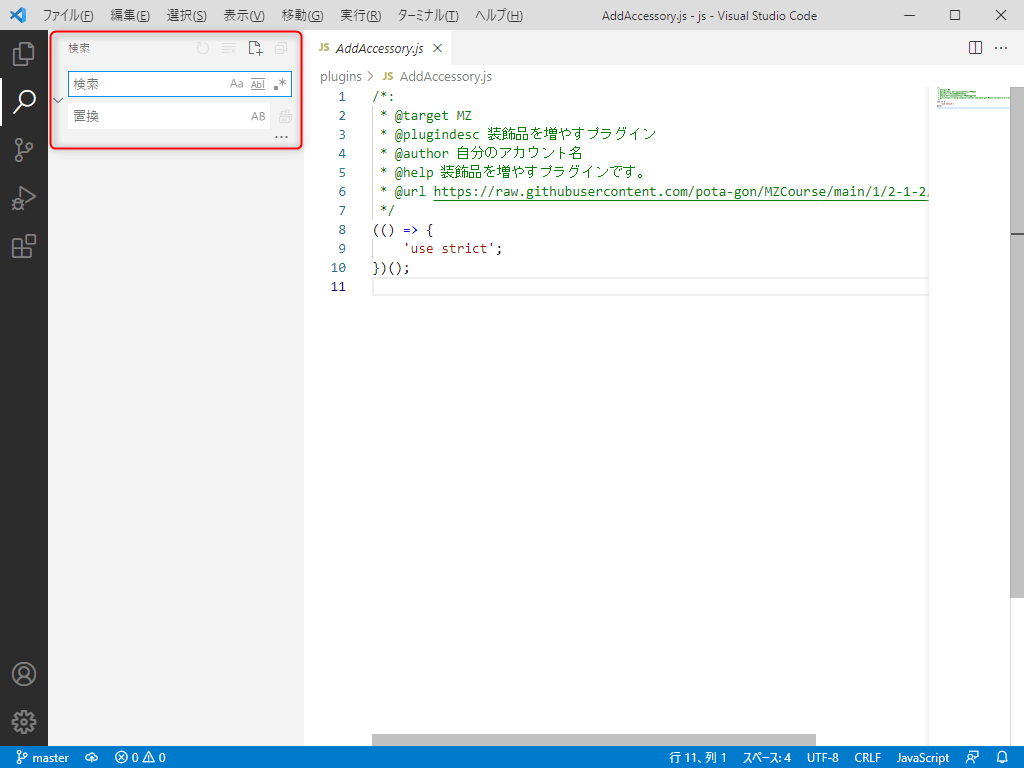 ファイル(F) 編集(E) 選択(S) 表示(V) 移動(G) 実行(R) ターミナル(T) ヘルプ(H) AddAccessory.js - js - Visual Studio Code
検索
検索 Aa Abl .*
置換 AB
...
JS AddAccessory.js
plugins > JS AddAccessory.js
1 /*:
2 * @target MZ
3 * @plugindesc 装飾品を増やすプラグイン
4 * @author 自分のアカウント名
5 * @help 装飾品を増やすプラグインです。
6 * @url https://raw.githubusercontent.com/pota-gon/MZCourse/main/1/2-1-2/
7 */
8 (() => {
9 'use strict';
10 })();
11
master 0 0 行 11、列 1 スペース: 4 UTF-8 CRLF JavaScript